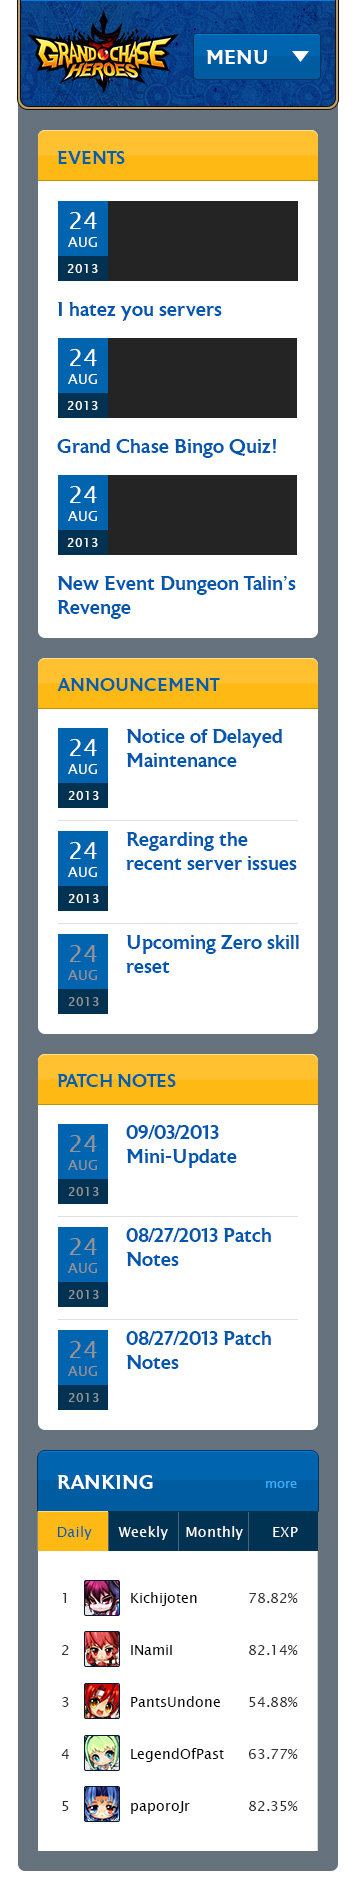 GRAND CHASE
HEROES
MENU
EVENTS
24
AUG
2013
I hatez you servers
24
AUG
2013
Grand Chase Bingo Quiz!
24
AUG
2013
New Event Dungeon Talin's
Revenge
ANNOUNCEMENT
24
AUG
2013
Notice of Delayed
Maintenance
24
AUG
2013
Regarding the
recent server issues
24
AUG
2013
Upcoming Zero skill
reset
PATCH NOTES
24
AUG
2013
09/03/2013
Mini-Update
24
AUG
2013
08/27/2013 Patch
Notes
24
AUG
2013
08/27/2013 Patch
Notes
RANKING more
Daily Weekly Monthly EXP
1 Kichijoten 78.82%
2 INamiI 82.14%
3 PantsUndone 54.88%
4 LegendOfPast 63.77%
5 paporoJr 82.35%